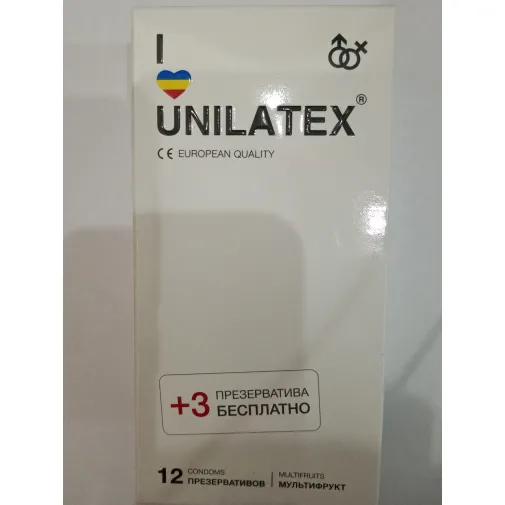 I
UNILATEX®
CE EUROPEAN QUALITY
+3 ПРЕЗЕРВАТИВА
БЕСПЛАТНО
12 CONDOMS
ПРЕЗЕРВАТИВОВ
MULTIFRUITS
МУЛЬТИФРУКТ